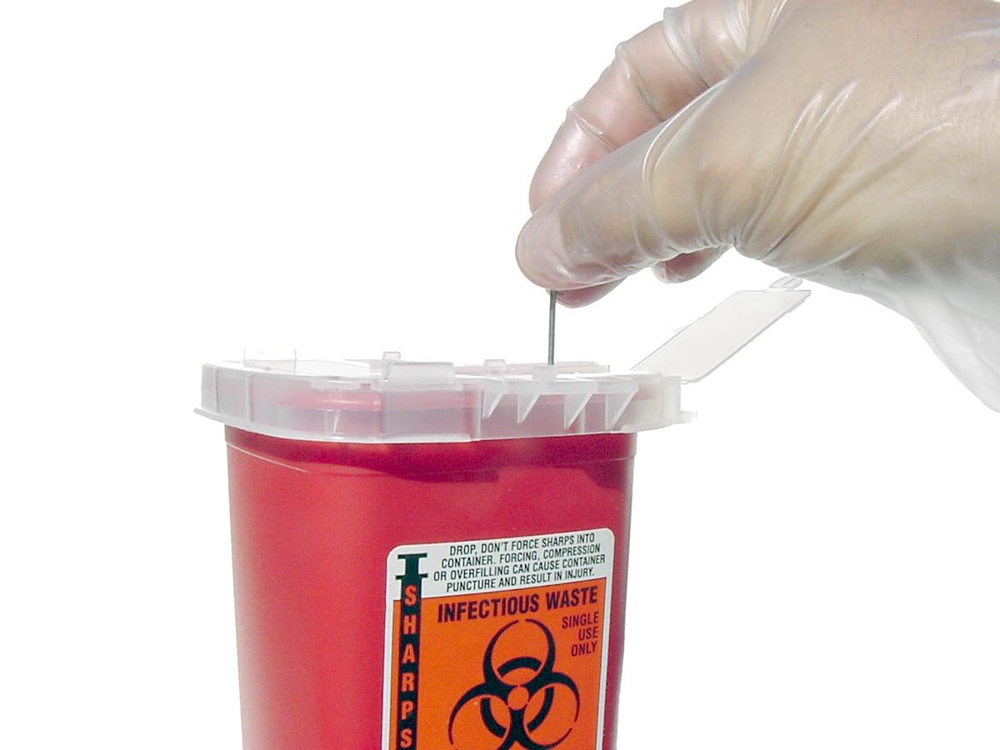 DROP, DON'T FORCE SHARPS INTO
CONTAINER. FORCING, COMPRESSION
OR OVERFILLING CAN CAUSE CONTAINER
PUNCTURE AND RESULT IN INJURY.
SHARPS
INFECTIOUS WASTE
SINGLE
USE
ONLY